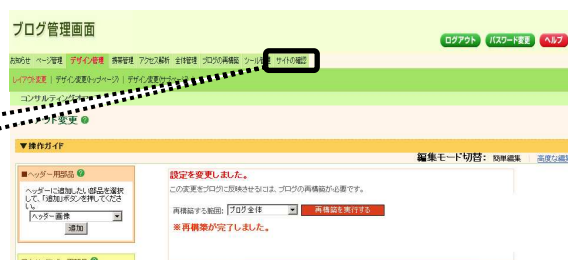 ブログ管理画面
ログアウト パスワード変更 ヘルプ
お知らせ ページ管理 デザイン管理 携帯管理 アクセス解析 全体管理 ブログの再構築 ツール管理 サイトの確認
レイアウト変更 | デザイン変更(トップページ) | デザイン変更(サブページ)
コンサルティング
ト変更
▼操作ガイド
編集モード切替: 簡単編集 高度な編集
■ヘッダー用部品
ヘッダーに追加したい部品を選択
して、「追加」ボタンを押してくださ
い。
ヘッダー画像
追加
設定を変更しました。
この変更をブログに反映させるには、ブログの再構築が必要です。
再構築する範囲: ブログ全体 再構築を実行する
※再構築が完了しました。